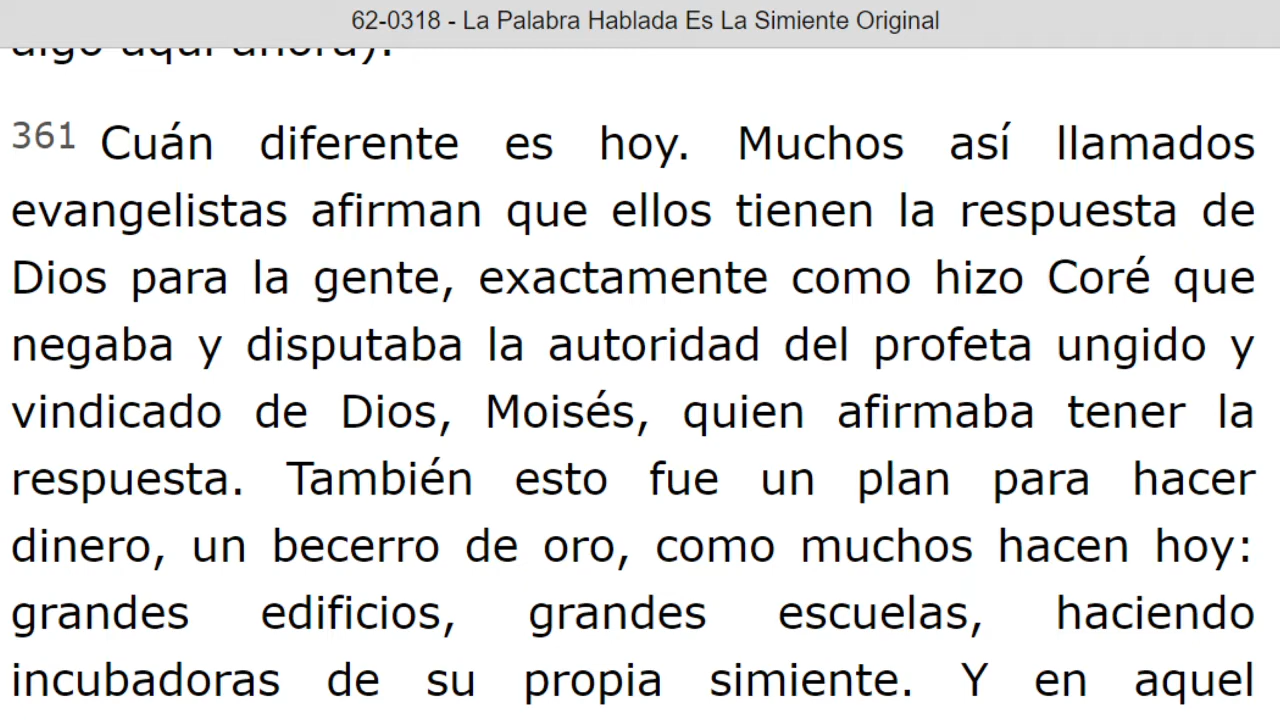 62-0318 - La Palabra Hablada Es La Simiente Original
algo aquí ahora).
361 Cuán diferente es hoy. Muchos así llamados
evangelistas afirman que ellos tienen la respuesta de
Dios para la gente, exactamente como hizo Coré que
negaba y disputaba la autoridad del profeta ungido y
vindicado de Dios, Moisés, quien afirmaba tener la
respuesta. También esto fue un plan para hacer
dinero, un becerro de oro, como muchos hacen hoy:
grandes edificios, grandes escuelas, haciendo
incubadoras de su propia simiente. Y en aquel